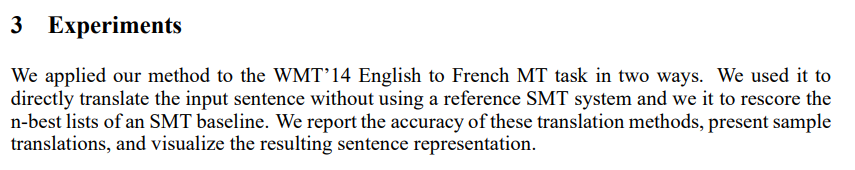 3 Experiments
We applied our method to the WMT’14 English to French MT task in two ways. We used it to
directly translate the input sentence without using a reference SMT system and we it to rescore the
n-best lists of an SMT baseline. We report the accuracy of these translation methods, present sample
translations, and visualize the resulting sentence representation.